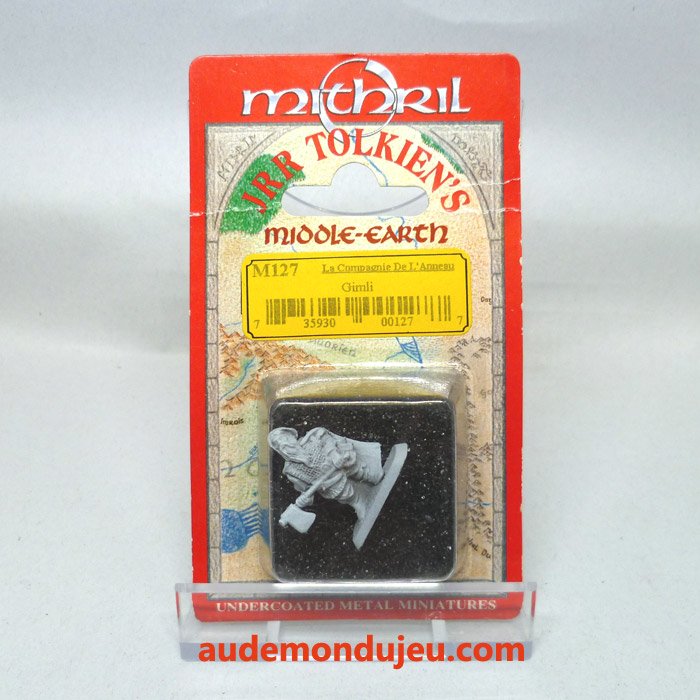 MITHRIL
JRR TOLKIEN'S
MIDDLE-EARTH
M127 La Compagnie De L'Anneau
Gimli
7 35930 00127 7
UNDERCOATED METAL MINIATURES
audemondujeu.com